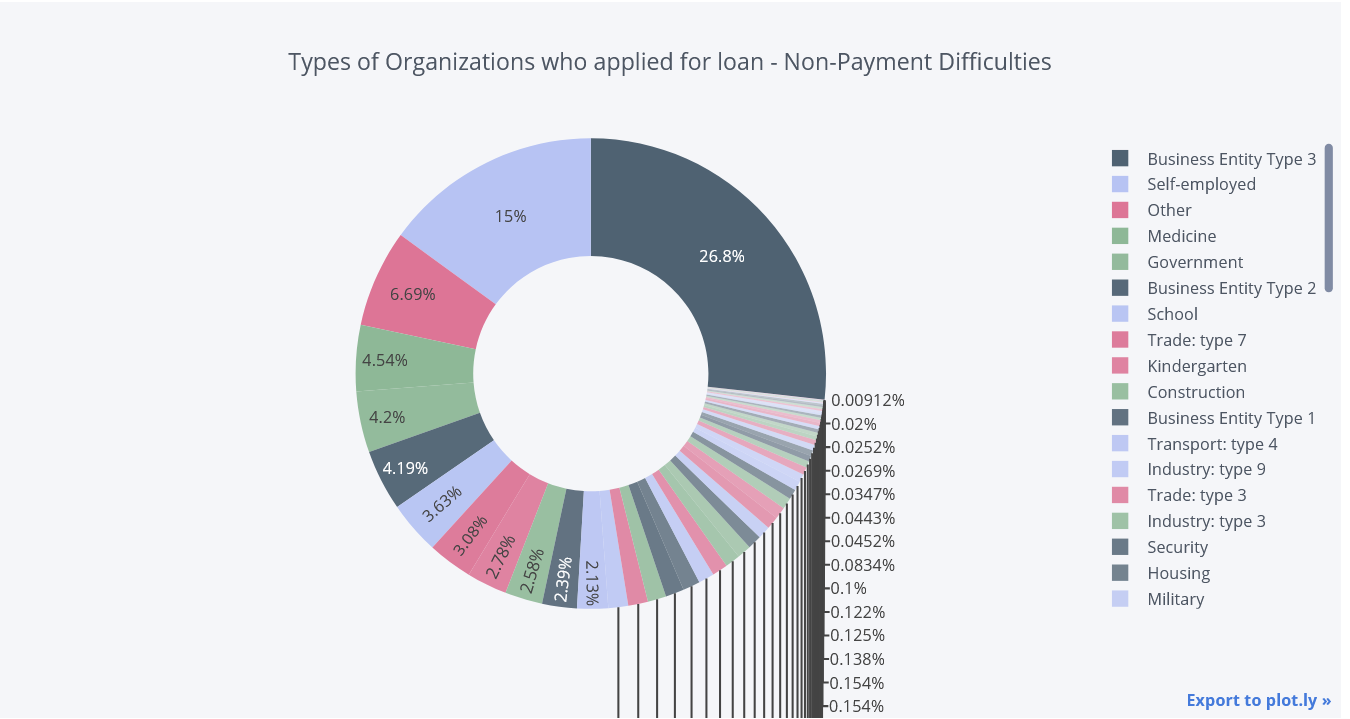 Types of Organizations who applied for loan - Non-Payment Difficulties
26.8%
15%
6.69%
4.54%
4.2%
4.19%
3.63%
3.08%
2.78%
2.58%
2.39%
2.13%
0.00912%
0.02%
0.0252%
0.0269%
0.0347%
0.0443%
0.0452%
0.0834%
0.1%
0.122%
0.125%
0.138%
0.154%
0.154%
Business Entity Type 3
Self-employed
Other
Medicine
Government
Business Entity Type 2
School
Trade: type 7
Kindergarten
Construction
Business Entity Type 1
Transport: type 4
Industry: type 9
Trade: type 3
Industry: type 3
Security
Housing
Military
Export to plot.ly »